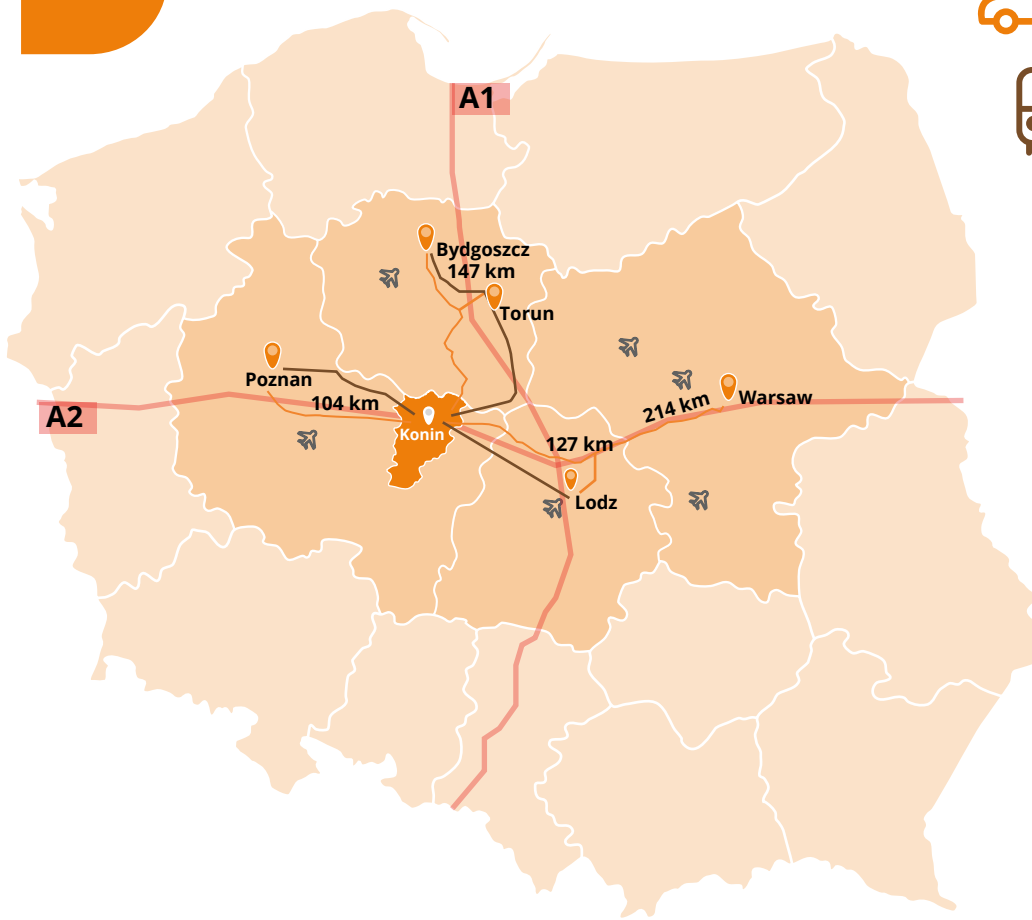 A1
Bydgoszcz
147 km
Torun
Poznan
104 km
A2
Konin
214 km
Warsaw
127 km
Lodz